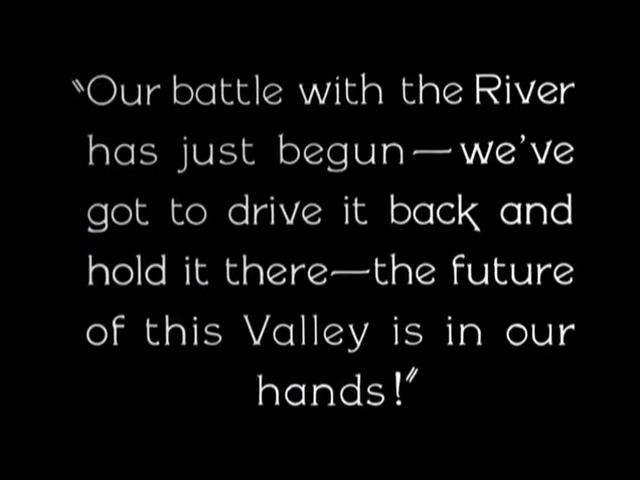 "Our battle with the River
has just begun—we've
got to drive it back and
hold it there—the future
of this Valley is in our
hands!"